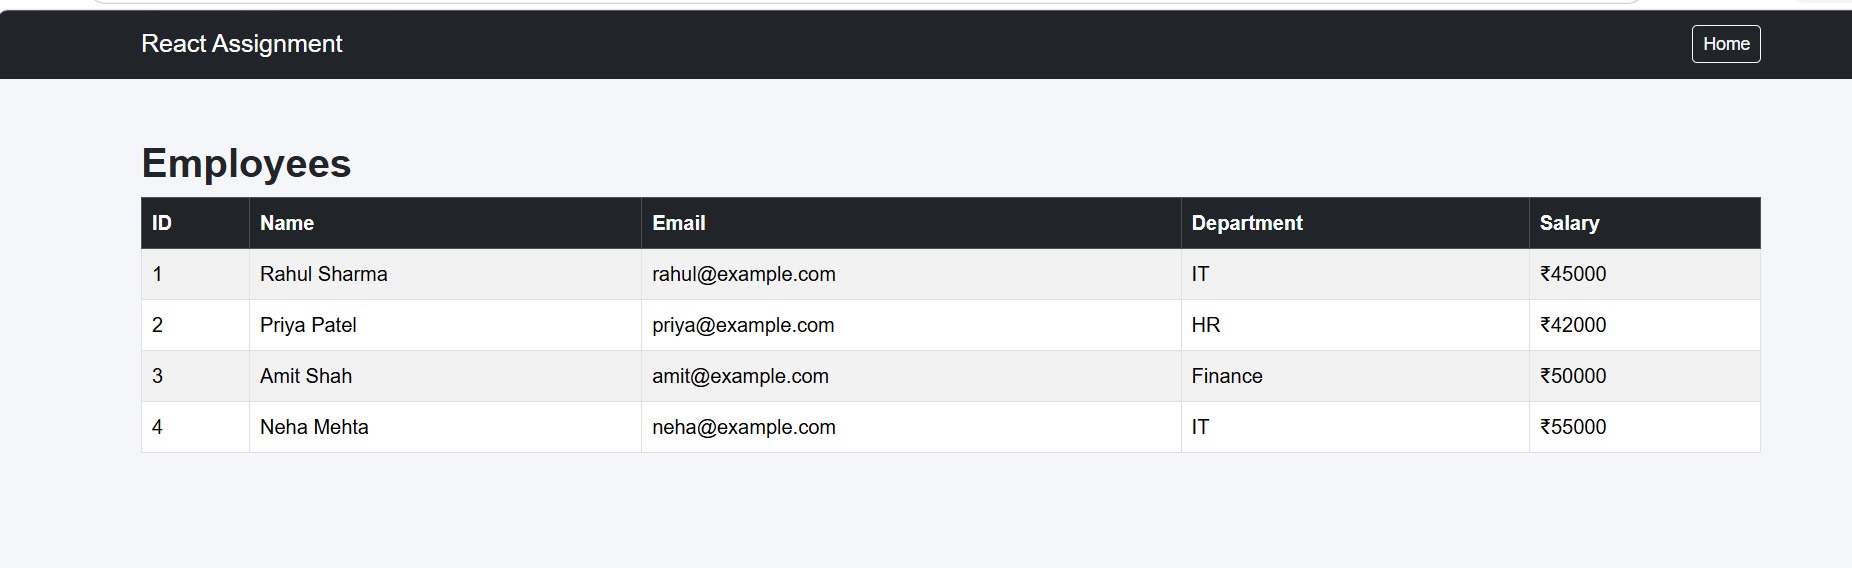 React Assignment Home
Employees
ID Name Email Department Salary
1 Rahul Sharma rahul@example.com IT ₹45000
2 Priya Patel priya@example.com HR ₹42000
3 Amit Shah amit@example.com Finance ₹50000
4 Neha Mehta neha@example.com IT ₹55000